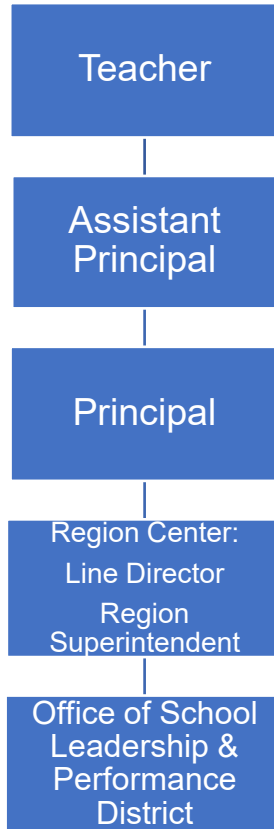 Teacher
Assistant
Principal
Principal
Region Center:
Line Director
Region
Superintendent
Office of School
Leadership &
Performance
District